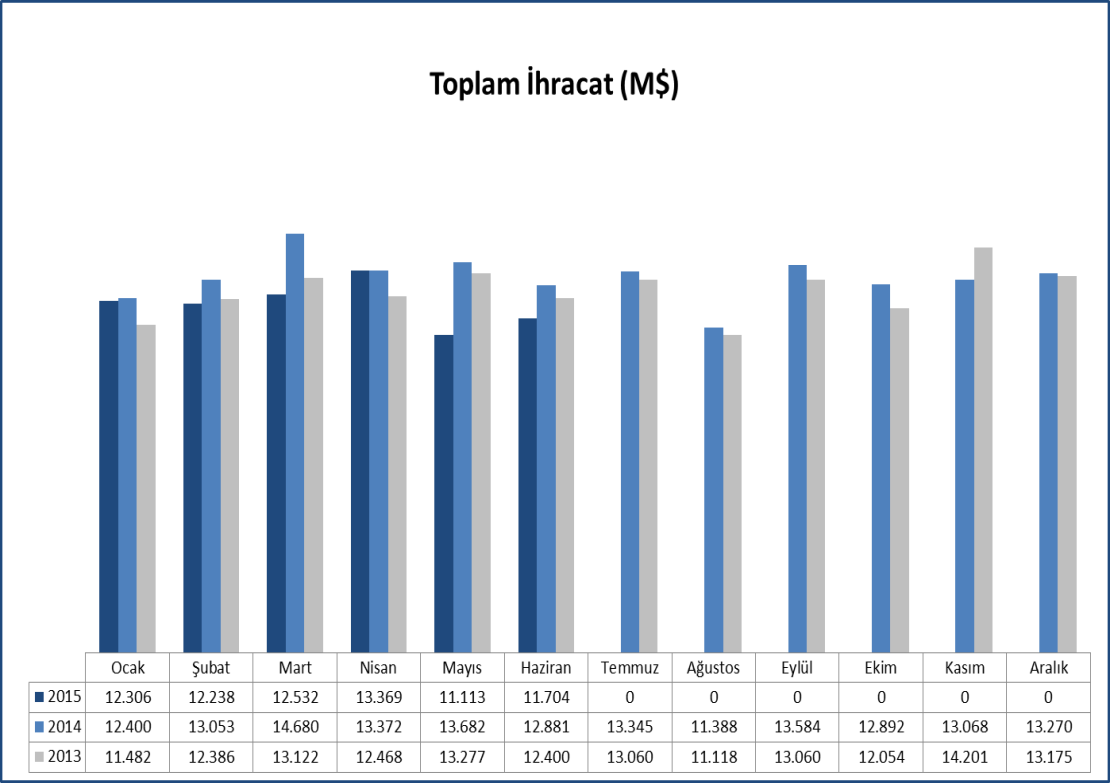 Toplam İhracat (M$)
Ocak Şubat Mart Nisan Mayıs Haziran Temmuz Ağustos Eylül Ekim Kasım Aralık
2015 12.306 12.238 12.532 13.369 11.113 11.704 0 0 0 0 0 0
2014 12.400 13.053 14.680 13.372 13.682 12.881 13.345 11.388 13.584 12.892 13.068 13.270
2013 11.482 12.386 13.122 12.468 13.277 12.400 13.060 11.118 13.060 12.054 14.201 13.175